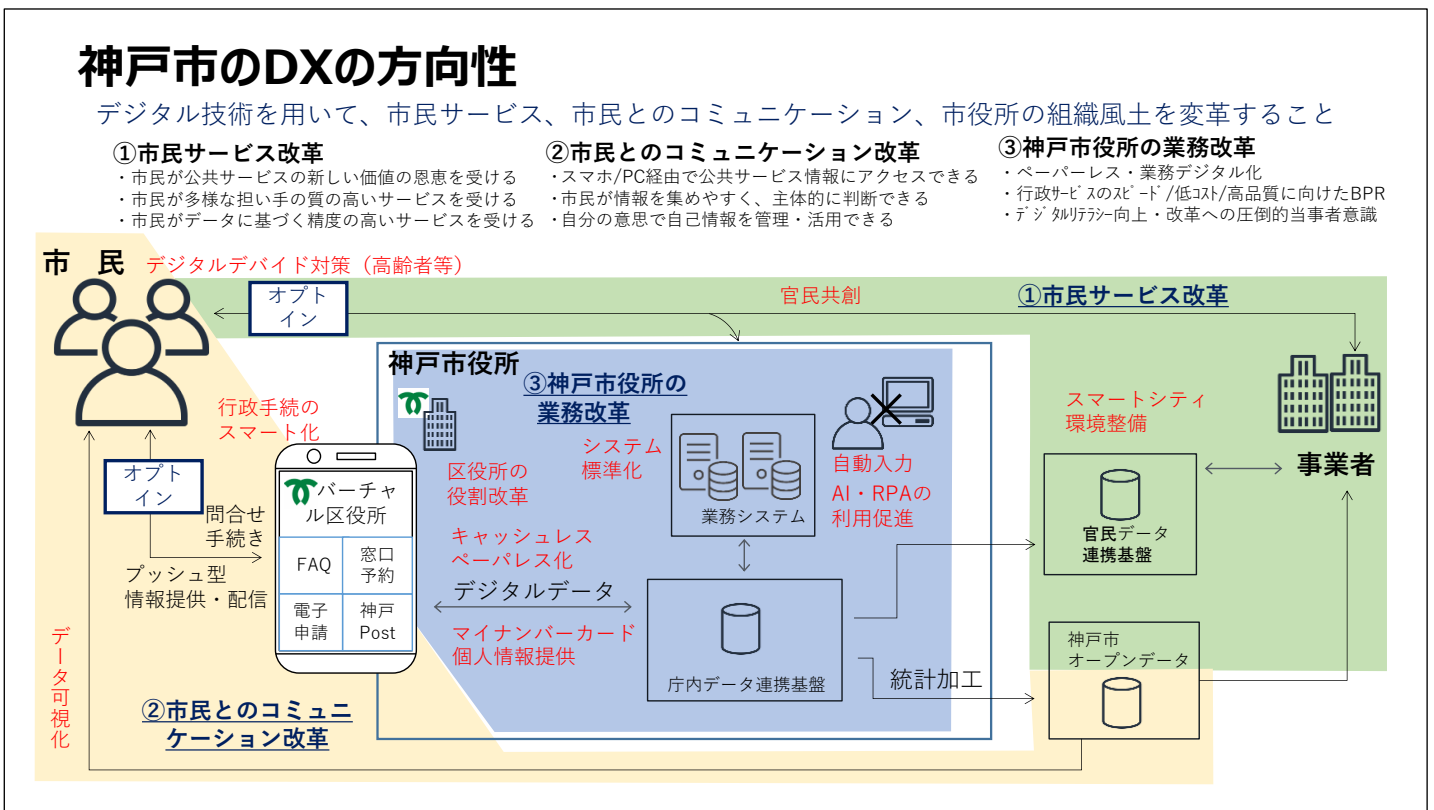 神戸市のDXの方向性
デジタル技術を用いて、市民サービス、市民とのコミュニケーション、市役所の組織風土を変革すること
①市民サービス改革
・市民が公共サービスの新しい価値の恩恵を受ける
・市民が多様な担い手の質の高いサービスを受ける
・市民がデータに基づく精度の高いサービスを受ける
②市民とのコミュニケーション改革
・スマホ/PC経由で公共サービス情報にアクセスできる
・市民が情報を集めやすく、主体的に判断できる
・自分の意思で自己情報を管理・活用できる
③神戸市役所の業務改革
・ペーパーレス・業務デジタル化
・行政ｻｰﾋﾞｽのｽﾋﾟｰﾄﾞ/低ｺｽﾄ/高品質に向けたBPR
・ﾃﾞｼﾞﾀﾙﾘﾃﾗｼｰ向上・改革への圧倒的当事者意識
市 民
デジタルデバイド対策（高齢者等）
オプト
イン
官民共創
①市民サービス改革
神戸市役所
③神戸市役所の
業務改革
行政手続の
スマート化
オプト
イン
問合せ
手続き
プッシュ型
情報提供・配信
バーチャ
ル区役所
FAQ
窓口
予約
電子
申請
神戸
Post
区役所の
役割改革
システム
標準化
業務システム
自動入力
AI・RPAの
利用促進
キャッシュレス
ペーパレス化
デジタルデータ
マイナンバーカード
個人情報提供
庁内データ連携基盤
統計加工
スマートシティ
環境整備
事業者
官民データ
連携基盤
神戸市
オープンデータ
データ可視化
②市民とのコミュニ
ケーション改革